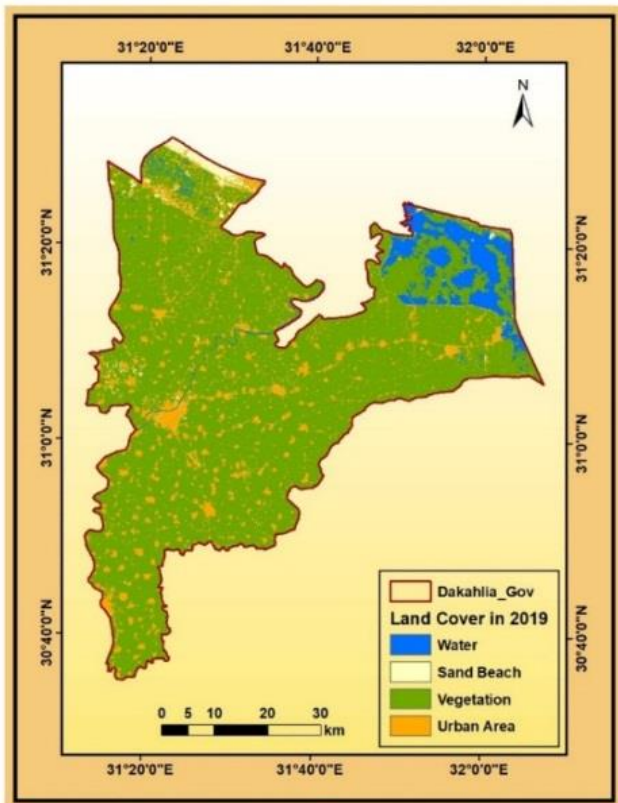 31°20'0"E 31°40'0"E 32°0'0"E
N
31°20'0"N 31°20'0"N
31°0'0"N 31°0'0"N
30°40'0"N 30°40'0"N
Dakahlia_Gov
Land Cover in 2019
Water
Sand Beach
Vegetation
Urban Area
0 5 10 20 30
km
31°20'0"E 31°40'0"E 32°0'0"E